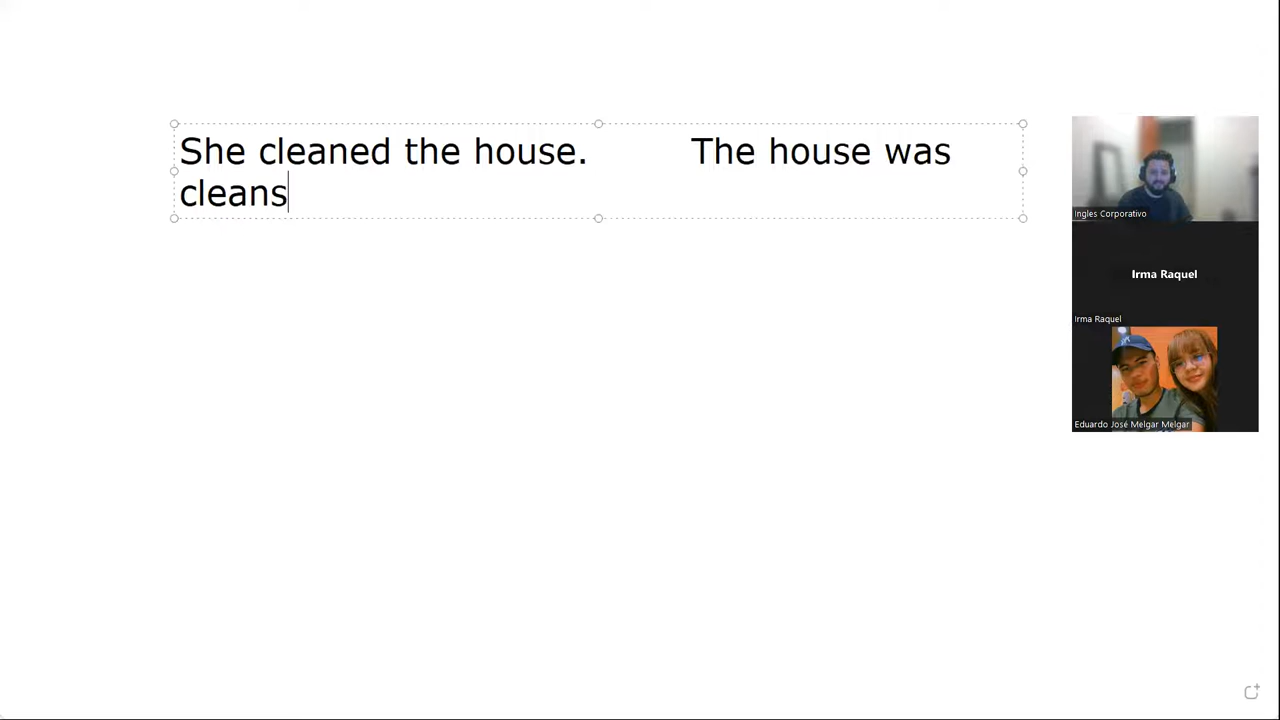 She cleaned the house. The house was
cleans
Ingles Corporativo
Irma Raquel
Irma Raquel
Eduardo José Melgar Melgar